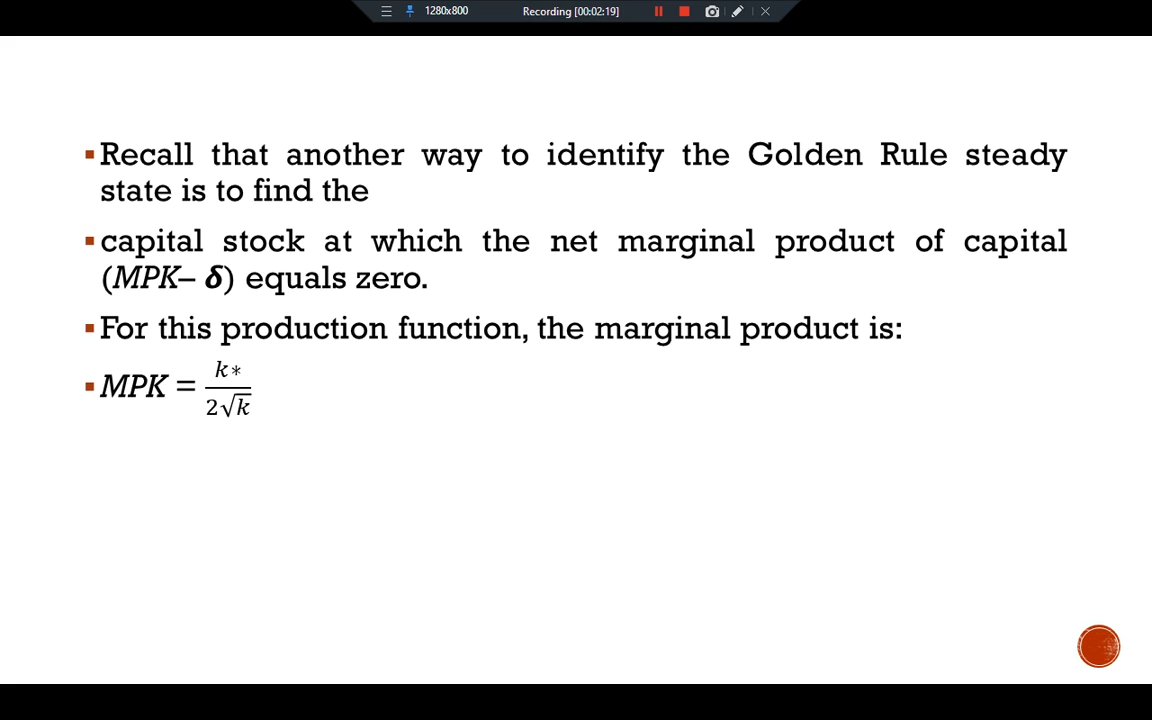 1280x800 Recording [00:02:19]
▪Recall that another way to identify the Golden Rule steady
state is to find the
▪capital stock at which the net marginal product of capital
(MPK– δ) equals zero.
▪For this production function, the marginal product is:
▪MPK = k∗/2√k